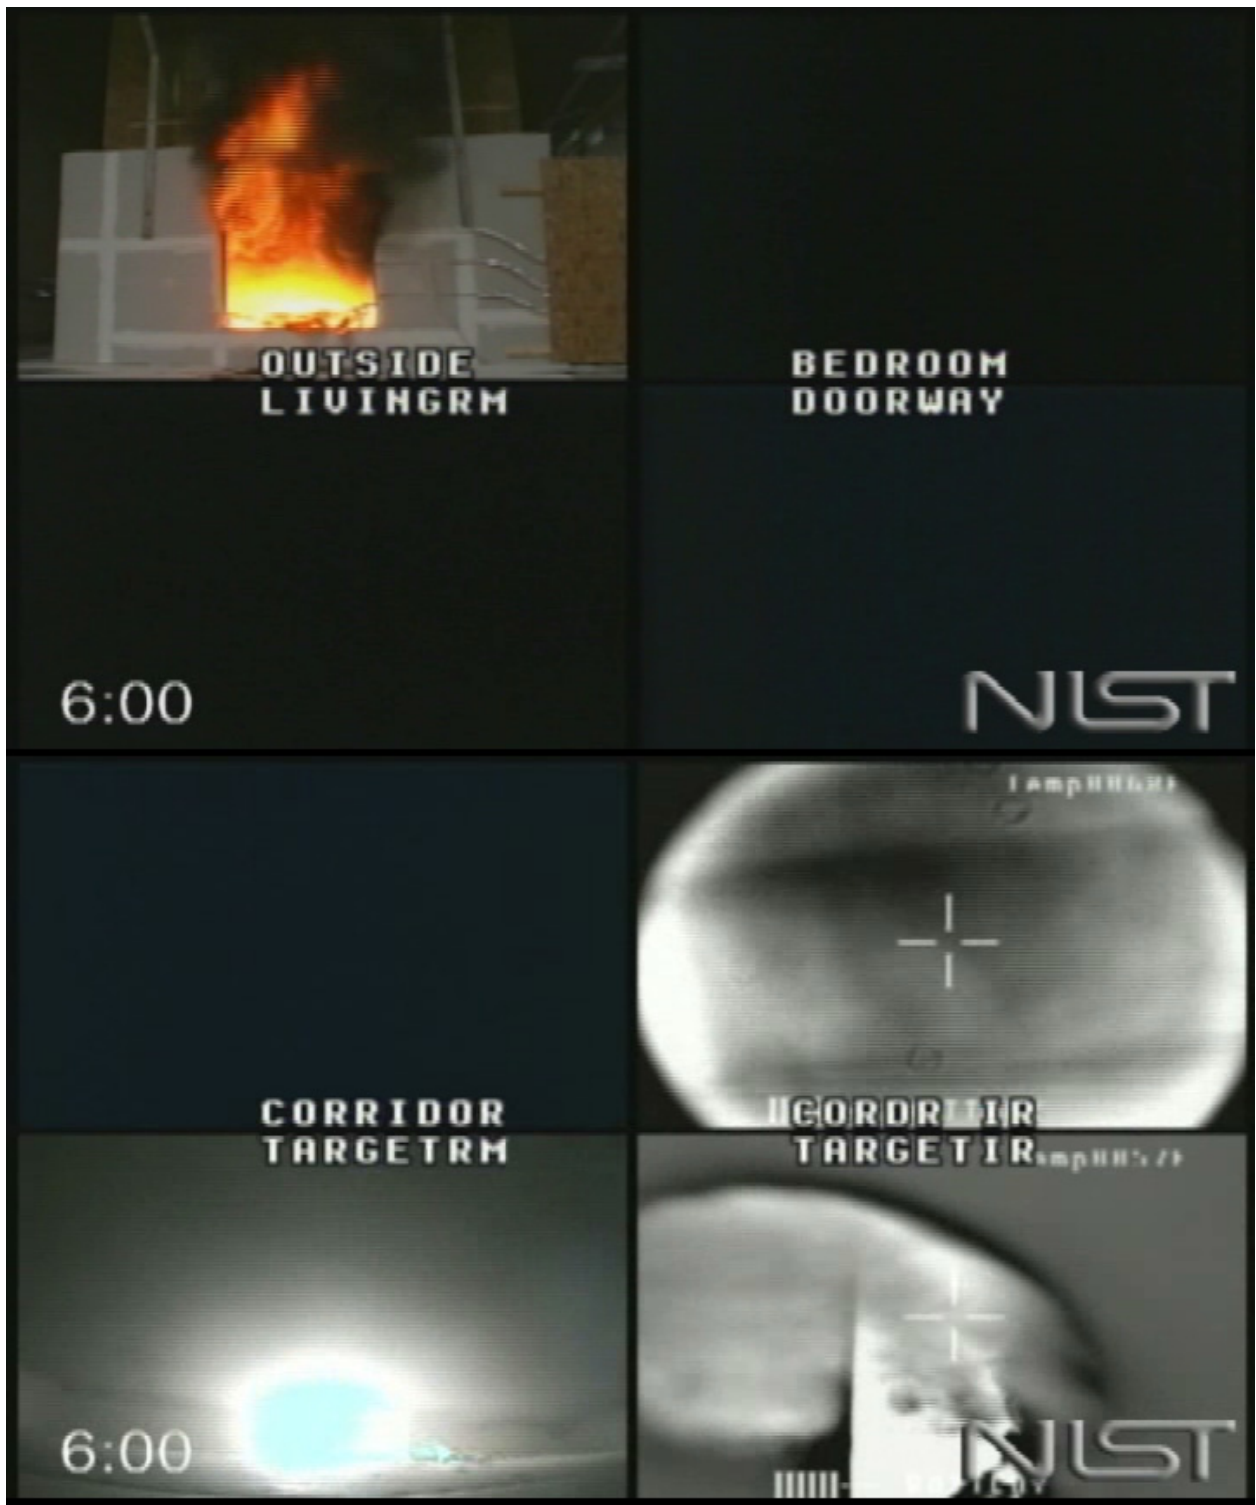 OUTSIDE
LIVINGRM
BEDROOM
DOORWAY
6:00
NIST
CORRIDOR
TARGETRM
CORDR IR
TARGETIR
6:00
NIST